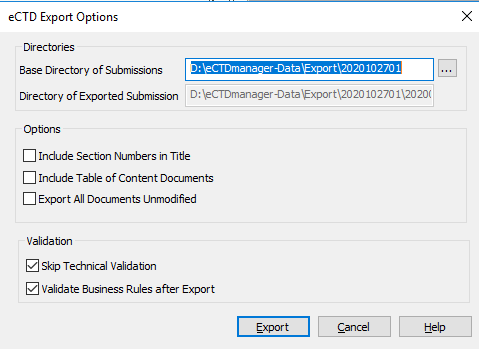 eCTD Export Options
Directories
Base Directory of Submissions D:\eCTDmanager-Data\Export\2020102701 ...
Directory of Exported Submission D:\eCTDmanager-Data\Export\2020102701\2020
Options
Include Section Numbers in Title
Include Table of Content Documents
Export All Documents Unmodified
Validation
Skip Technical Validation
Validate Business Rules after Export
Export Cancel Help